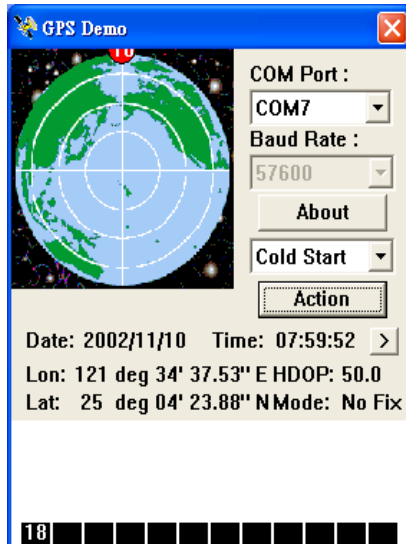 GPS Demo
COM Port :
COM7
Baud Rate :
57600
About
Cold Start
Action
Date: 2002/11/10 Time: 07:59:52 >
Lon: 121 deg 34' 37.53" E HDOP: 50.0
Lat: 25 deg 04' 23.88" N Mode: No Fix
18